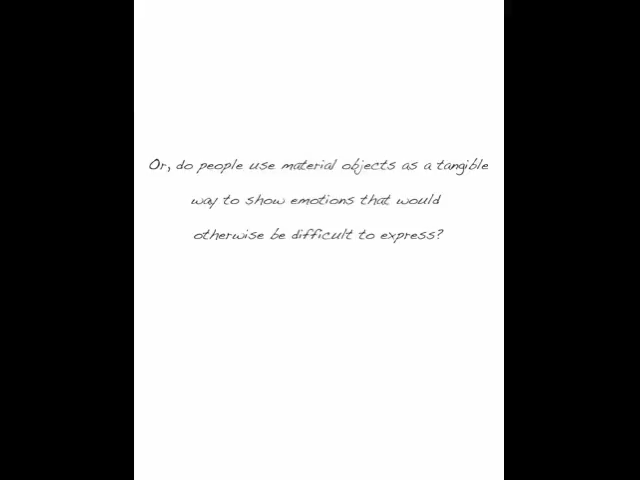 Or, do people use material objects as a tangible
way to show emotions that would
otherwise be difficult to express?